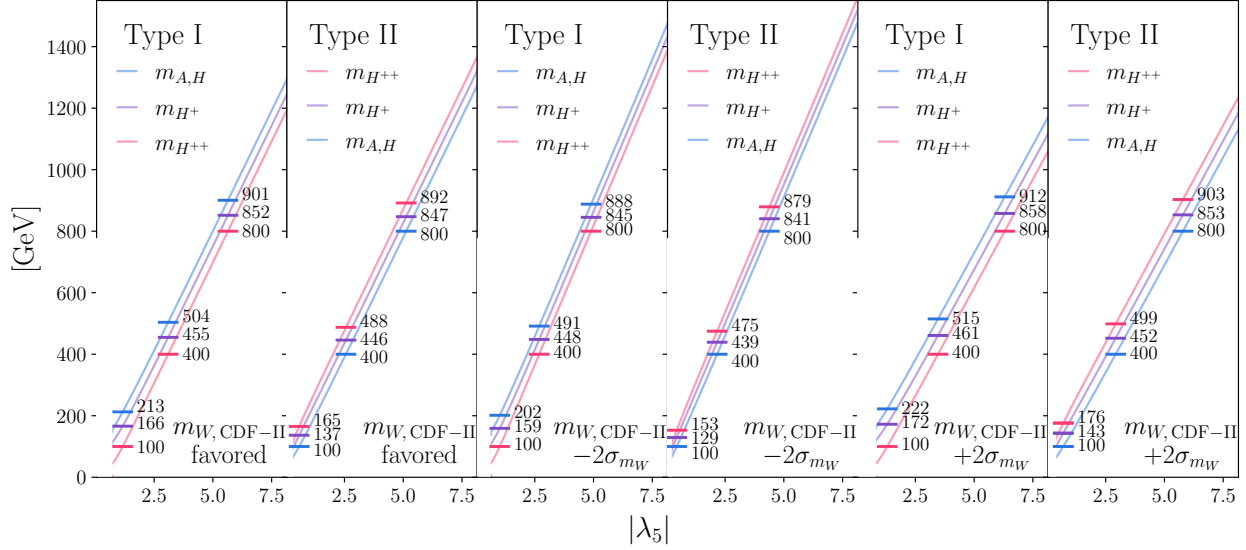 [GeV]
1400
1200
1000
800
600
400
200
0
Type I
m_{A,H}
m_{H^+}
m_{H^{++}}
901
852
800
504
455
400
213
166
100
m_{W, CDF−II}
favored
2.5 5.0 7.5
Type II
m_{H^{++}}
m_{H^+}
m_{A,H}
892
847
800
488
446
400
165
137
100
m_{W, CDF−II}
favored
2.5 5.0 7.5
Type I
m_{A,H}
m_{H^+}
m_{H^{++}}
888
845
800
491
448
400
202
159
100
m_{W, CDF−II}
−2σ_{m_W}
2.5 5.0 7.5
Type II
m_{H^{++}}
m_{H^+}
m_{A,H}
879
841
800
475
439
400
153
129
100
m_{W, CDF−II}
−2σ_{m_W}
2.5 5.0 7.5
Type I
m_{A,H}
m_{H^+}
m_{H^{++}}
912
858
800
515
461
400
222
172
100
m_{W, CDF−II}
+2σ_{m_W}
2.5 5.0 7.5
Type II
m_{H^{++}}
m_{H^+}
m_{A,H}
903
853
800
499
452
400
176
143
100
m_{W, CDF−II}
+2σ_{m_W}
2.5 5.0 7.5
|λ_5|